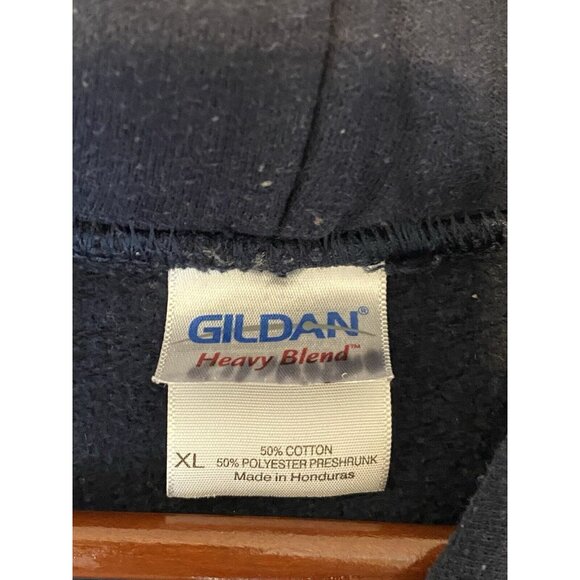 GILDAN®
Heavy Blend™
50% COTTON
XL 50% POLYESTER PRESHRUNK
Made in Honduras